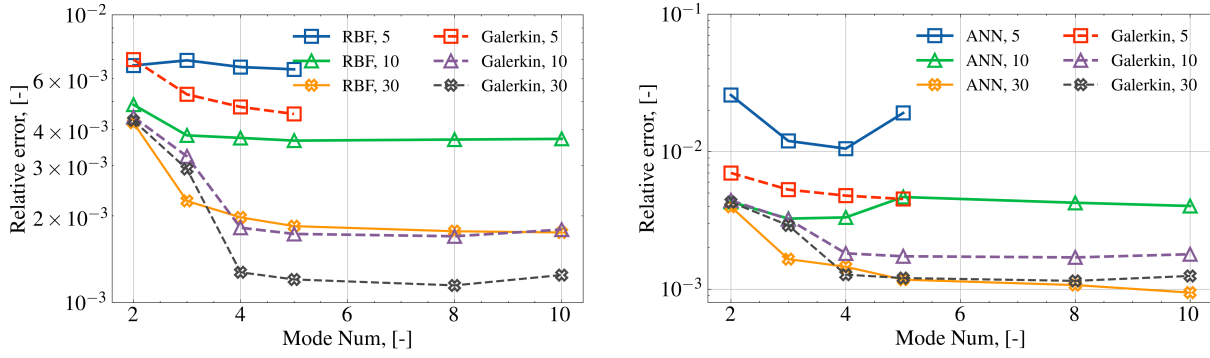 10⁻²
6 × 10⁻³
4 × 10⁻³
3 × 10⁻³
2 × 10⁻³
10⁻³
Relative error, [-]
RBF, 5
RBF, 10
RBF, 30
Galerkin, 5
Galerkin, 10
Galerkin, 30
2 4 6 8 10
Mode Num, [-]
10⁻¹
10⁻²
10⁻³
Relative error, [-]
ANN, 5
ANN, 10
ANN, 30
Galerkin, 5
Galerkin, 10
Galerkin, 30
2 4 6 8 10
Mode Num, [-]